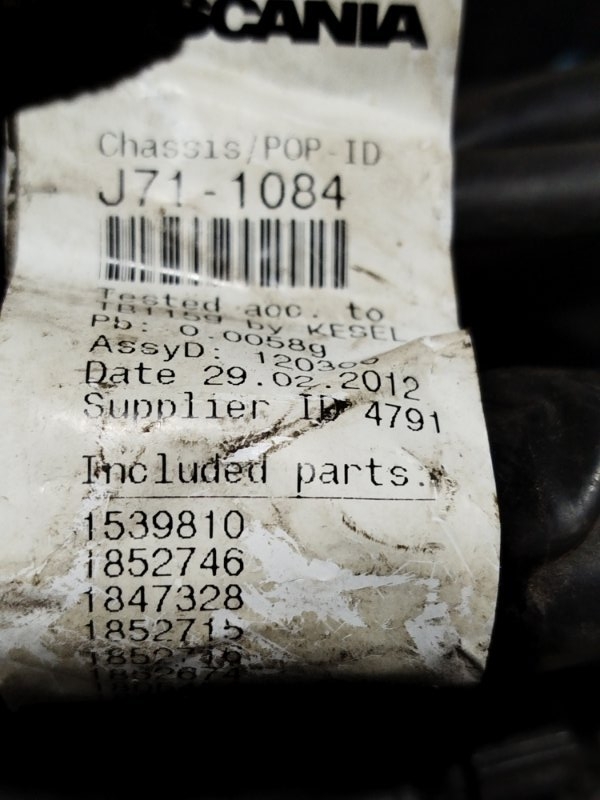 SCANIA
Chassis/POP-ID
J71-1084
Tested acc. to
TB1159 by KESEL
Pb: 0.0058g
AssyD:
Date 29.02.2012
Supplier ID 4791
Included parts:
1539810
1852746
1847328
1852715